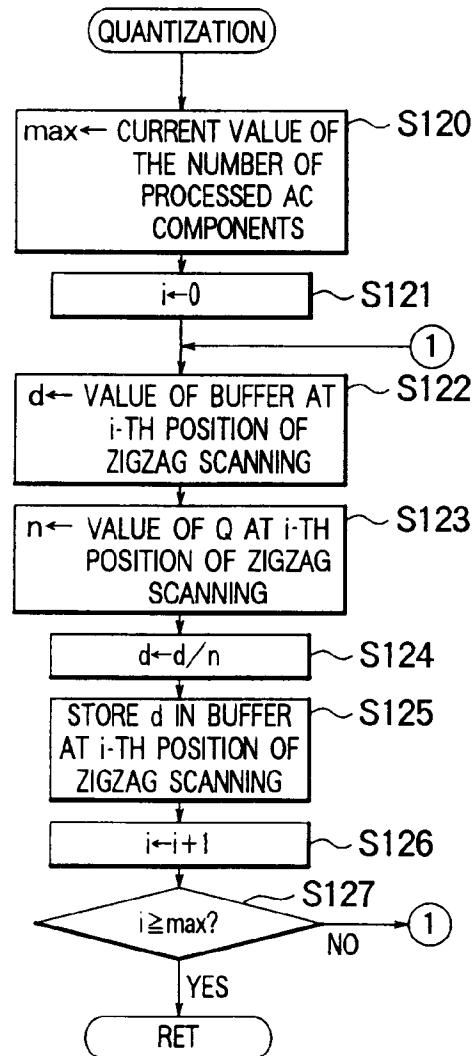 QUANTIZATION
max← CURRENT VALUE OF
THE NUMBER OF
PROCESSED AC
COMPONENTS
S120
i←0
S121
1
d← VALUE OF BUFFER AT
i-TH POSITION OF
ZIGZAG SCANNING
S122
n← VALUE OF Q AT i-TH
POSITION OF ZIGZAG
SCANNING
S123
d←d/n
S124
STORE d IN BUFFER
AT i-TH POSITION OF
ZIGZAG SCANNING
S125
i←i+1
S126
i≧max?
S127
NO
1
YES
RET